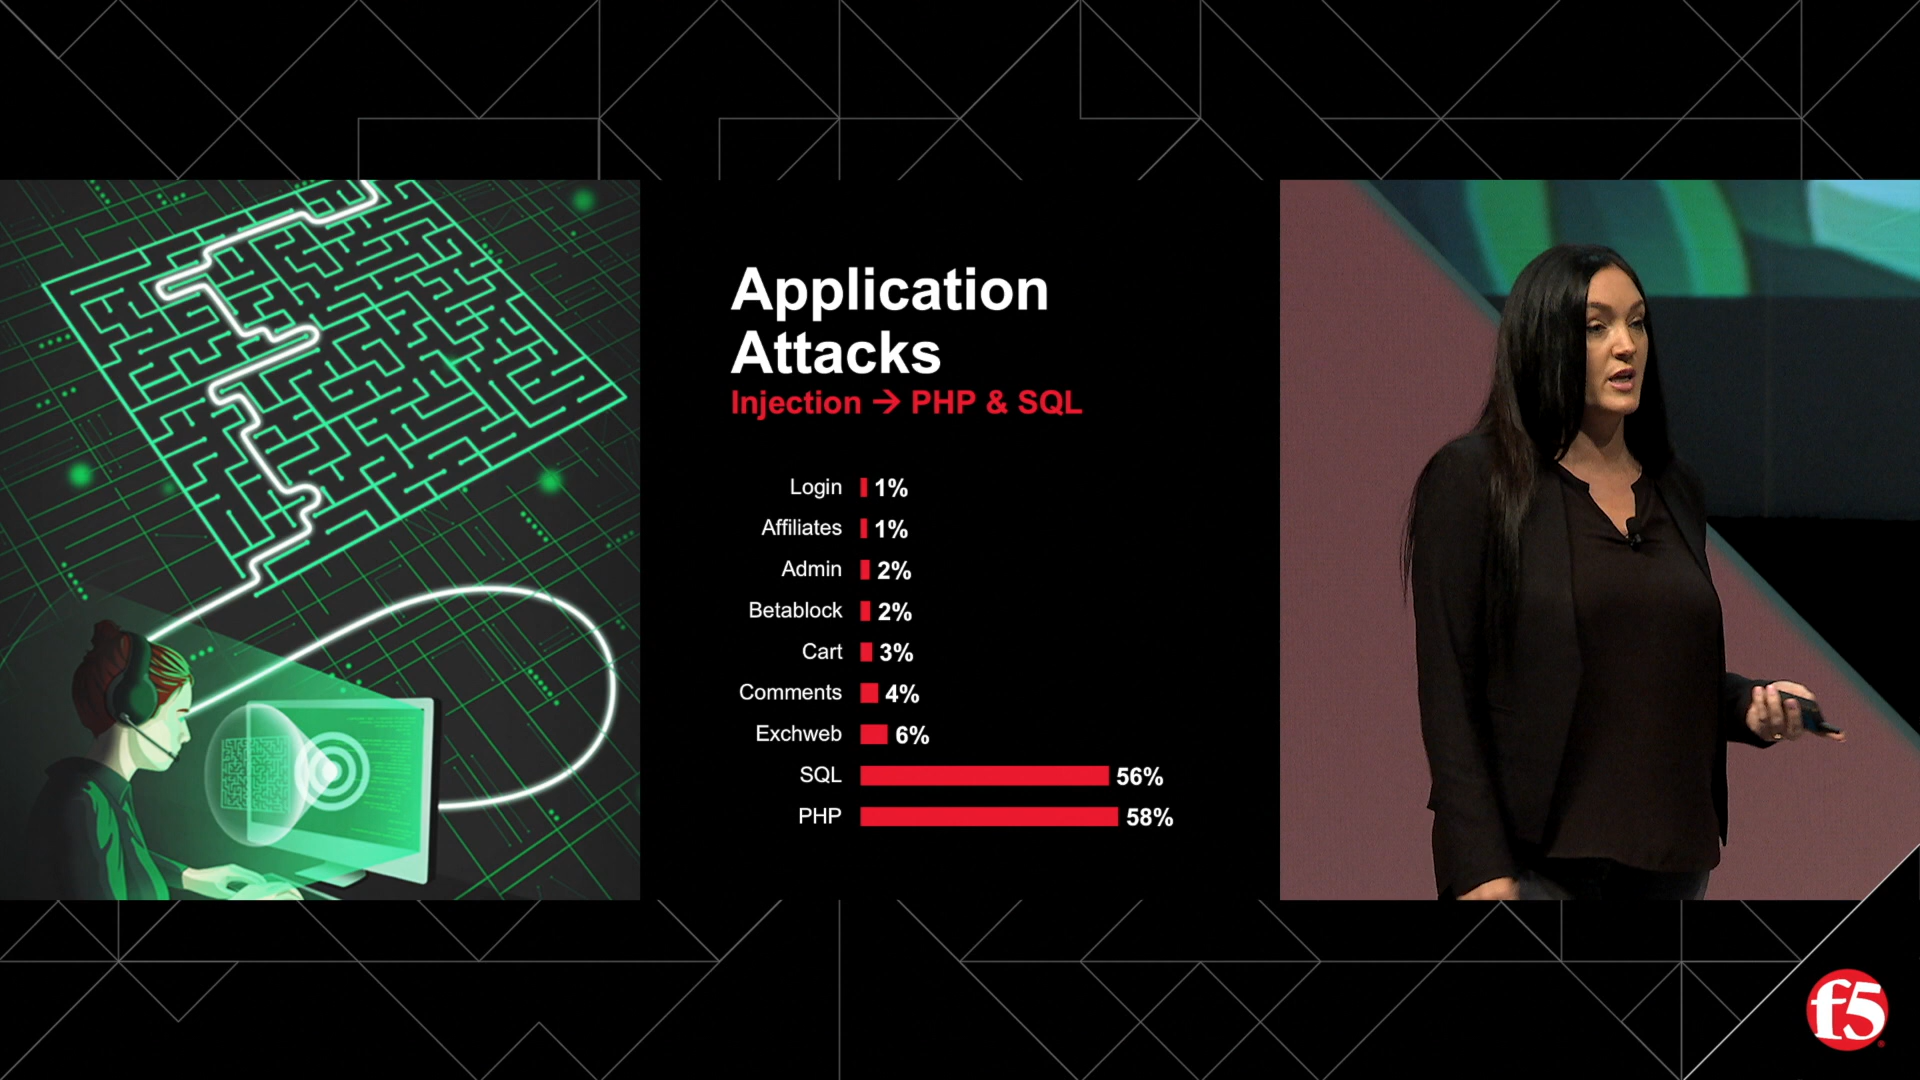 Application
Attacks
Injection → PHP & SQL
Login 1%
Affiliates 1%
Admin 2%
Betablock 2%
Cart 3%
Comments 4%
Exchweb 6%
SQL 56%
PHP 58%
f5